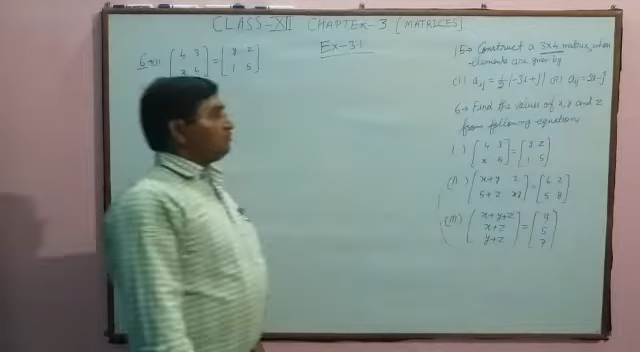 CLASS-XII CHAPTER-3 [MATRICES]
Ex-3.1
6→(i) [4 3 = [y z
x 5] 1 5]
5→ Construct a 3x4 matrix, whose
elements are given by
(i) aij = 1/2 |-3i+j| (ii) aij = 2i-j
6→ Find the values of x, y and z
from following equations
(i) [4 3 = [y z
x 5] 1 5]
(ii) [x+y 2 = [6 2
5+z xy] 5 8]
(iii) [x+y+z = [9
x+z 5
y+z] 7]